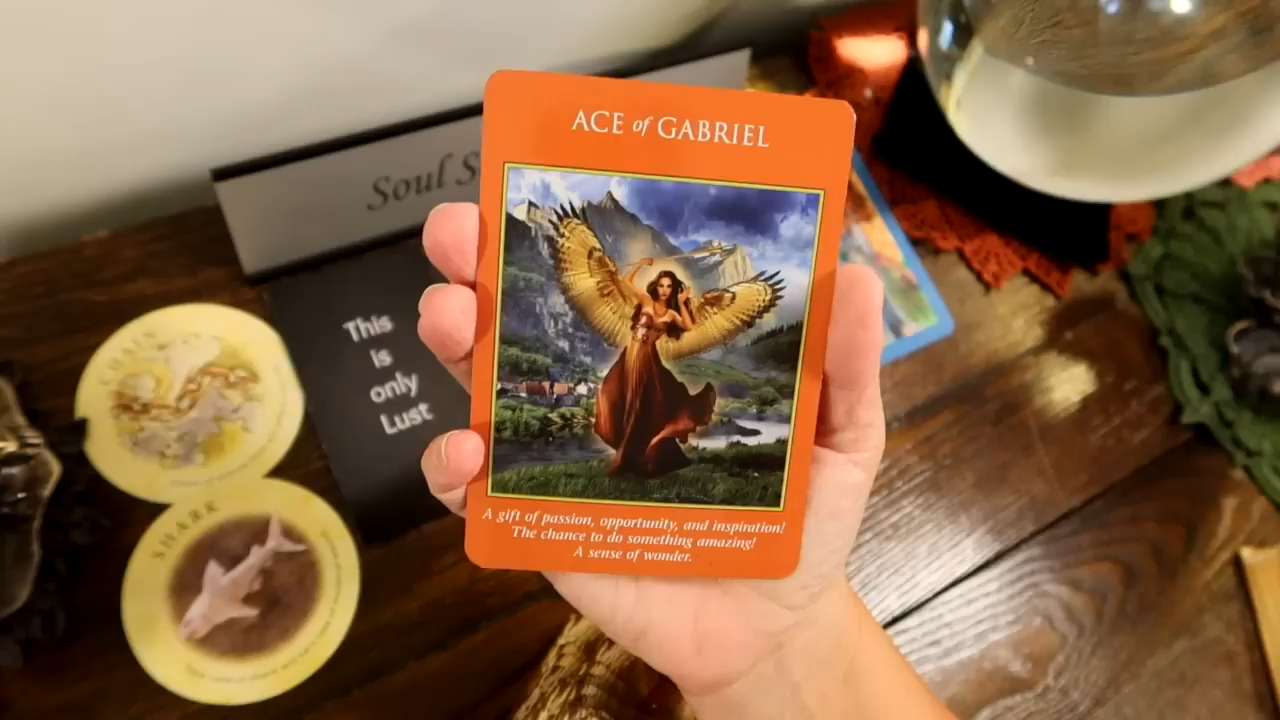 ACE of GABRIEL
Soul S
This
is
only
Lust
CHAIN
SHARK
A gift of passion, opportunity, and inspiration!
The chance to do something amazing!
A sense of wonder.